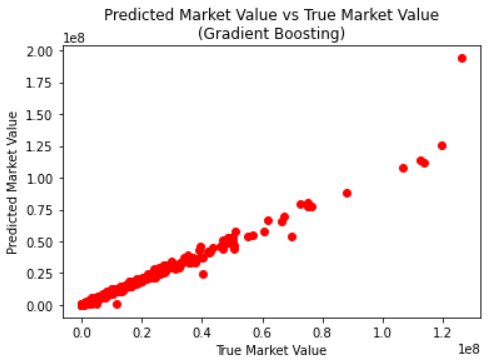 Predicted Market Value vs True Market Value
(Gradient Boosting)
1e8
2.00
1.75
1.50
1.25
1.00
0.75
0.50
0.25
0.00
Predicted Market Value
0.0 0.2 0.4 0.6 0.8 1.0 1.2
1e8
True Market Value